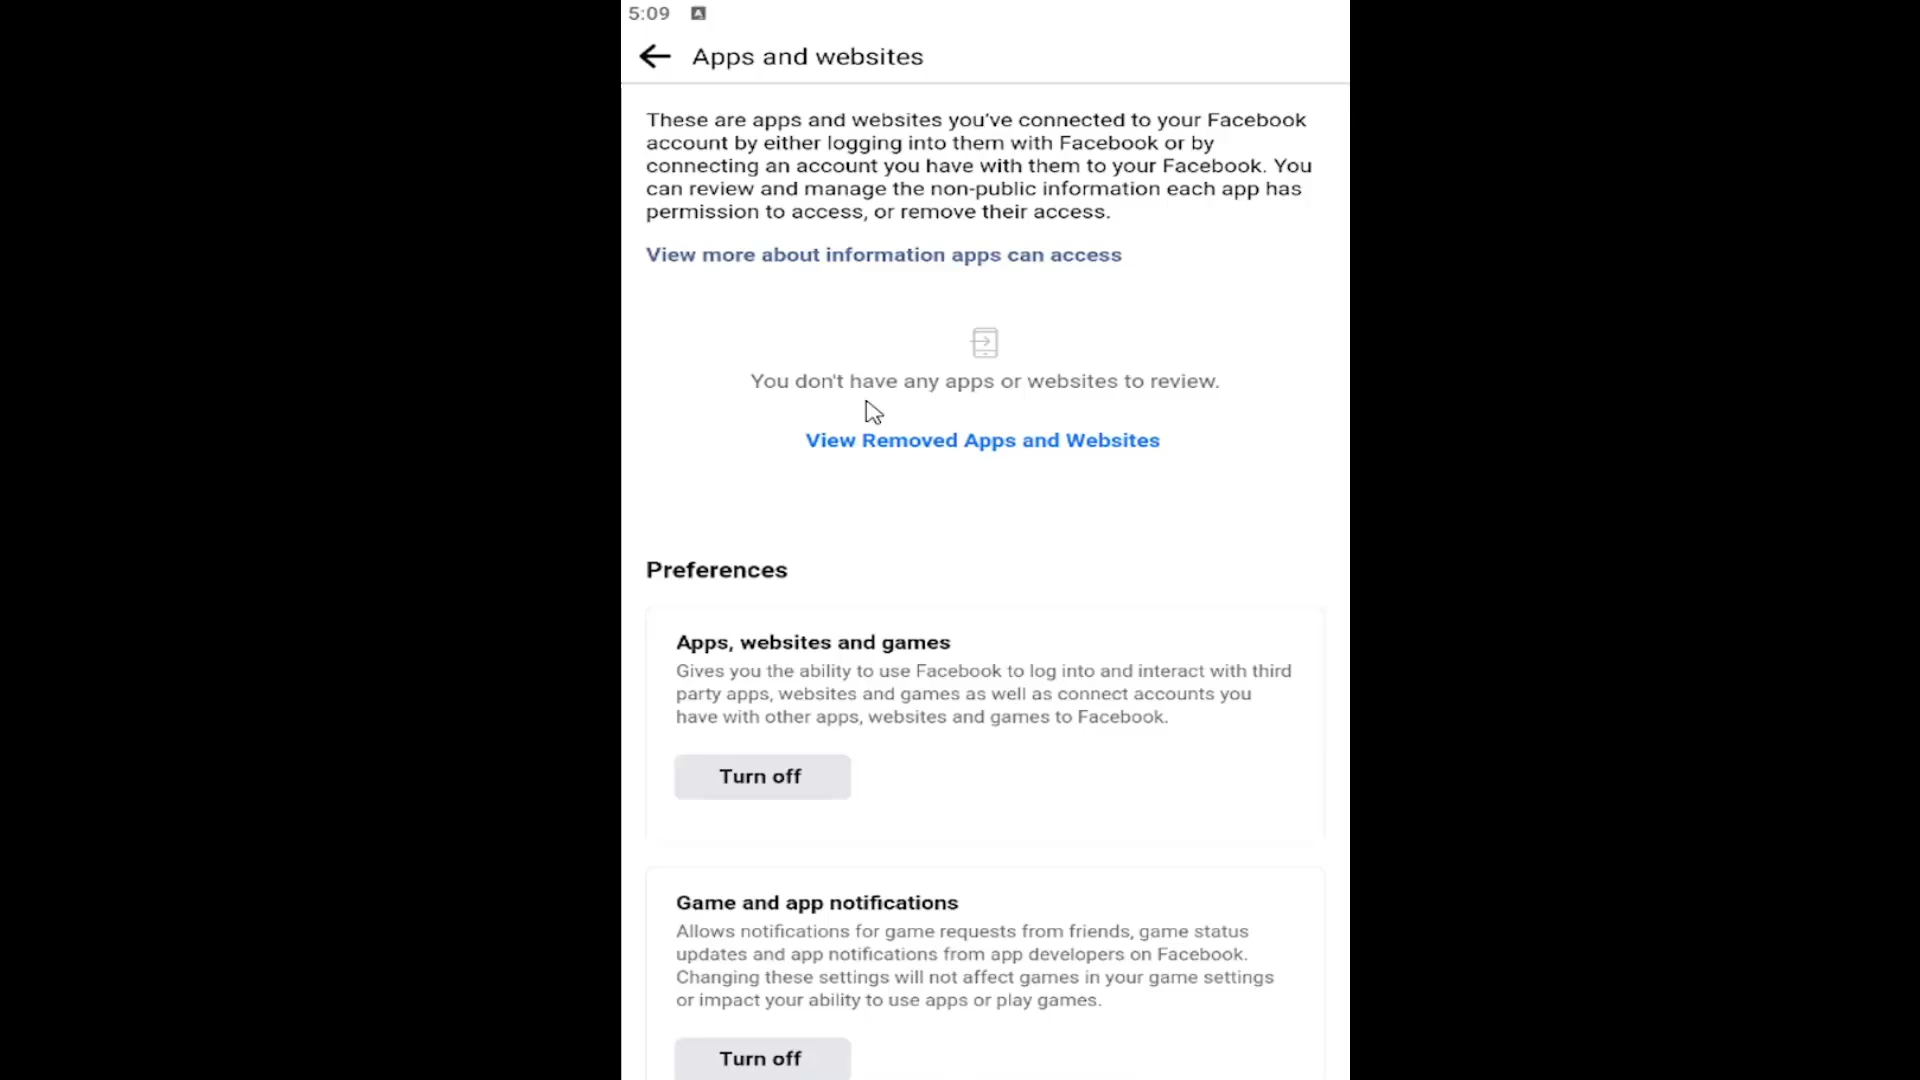 5:09
Apps and websites
These are apps and websites you've connected to your Facebook
account by either logging into them with Facebook or by
connecting an account you have with them to your Facebook. You
can review and manage the non-public information each app has
permission to access, or remove their access.
View more about information apps can access
You don't have any apps or websites to review.
View Removed Apps and Websites
Preferences
Apps, websites and games
Gives you the ability to use Facebook to log into and interact with third
party apps, websites and games as well as connect accounts you
have with other apps, websites and games to Facebook.
Turn off
Game and app notifications
Allows notifications for game requests from friends, game status
updates and app notifications from app developers on Facebook.
Changing these settings will not affect games in your game settings
or impact your ability to use apps or play games.
Turn off